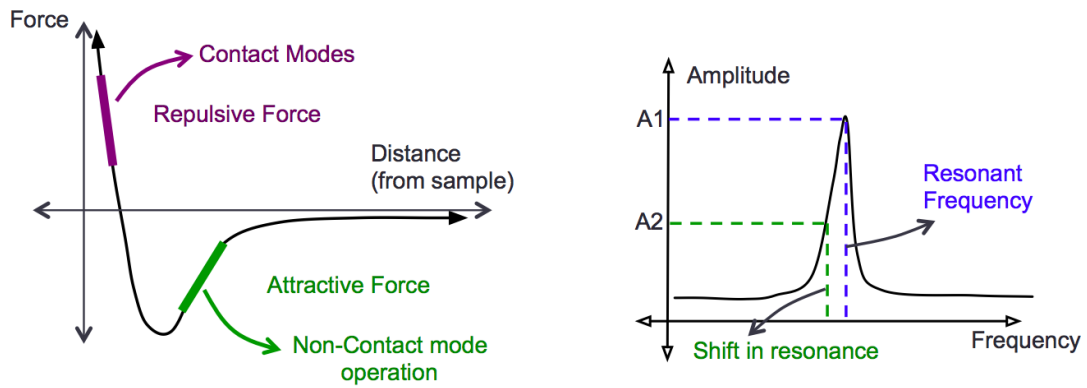 Force
Contact Modes
Repulsive Force
Distance
(from sample)
Attractive Force
Non-Contact mode
operation
Amplitude
A1
Resonant
Frequency
A2
Shift in resonance
Frequency